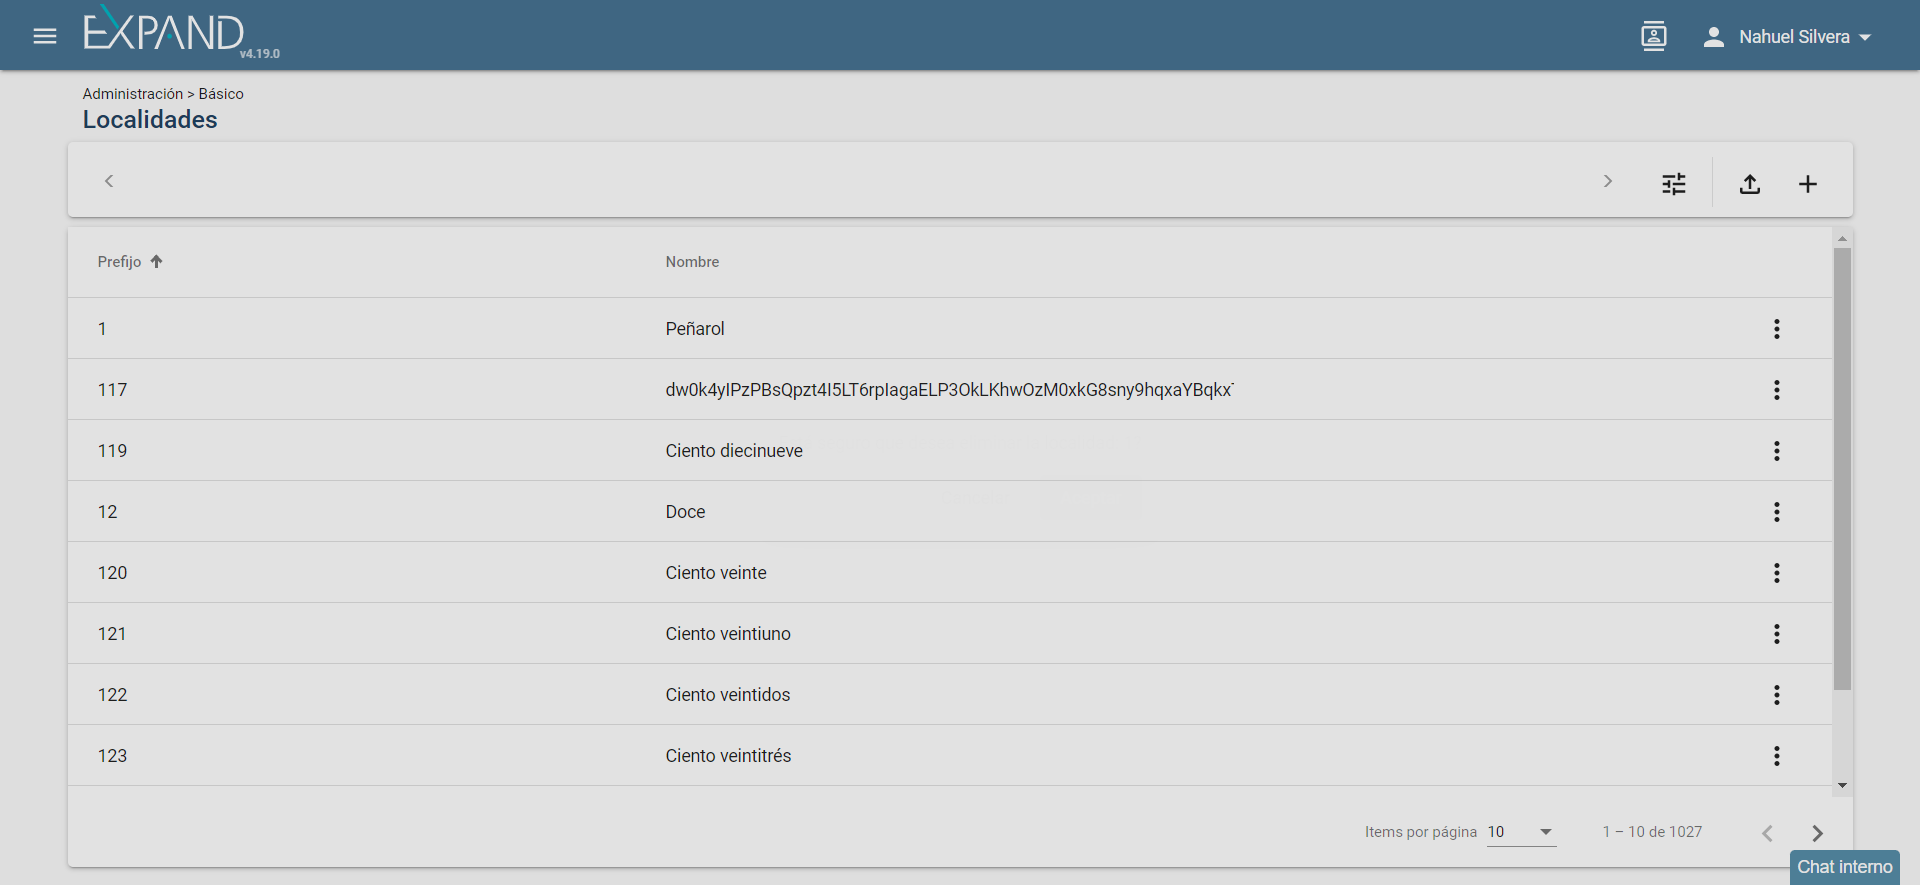 EXPAND
v4.19.0
Nahuel Silvera
Administración > Básico
Localidades
Prefijo Nombre
1 Peñarol
117 dw0k4yIPzPBsQpzt4I5LT6rpIagaELP3OkLKhwOzM0xkG8sny9hqxaYBqkx
119 Ciento diecinueve
12 Doce
120 Ciento veinte
121 Ciento veintiuno
122 Ciento veintidos
123 Ciento veintitrés
Items por página 10 1 – 10 de 1027
Chat interno